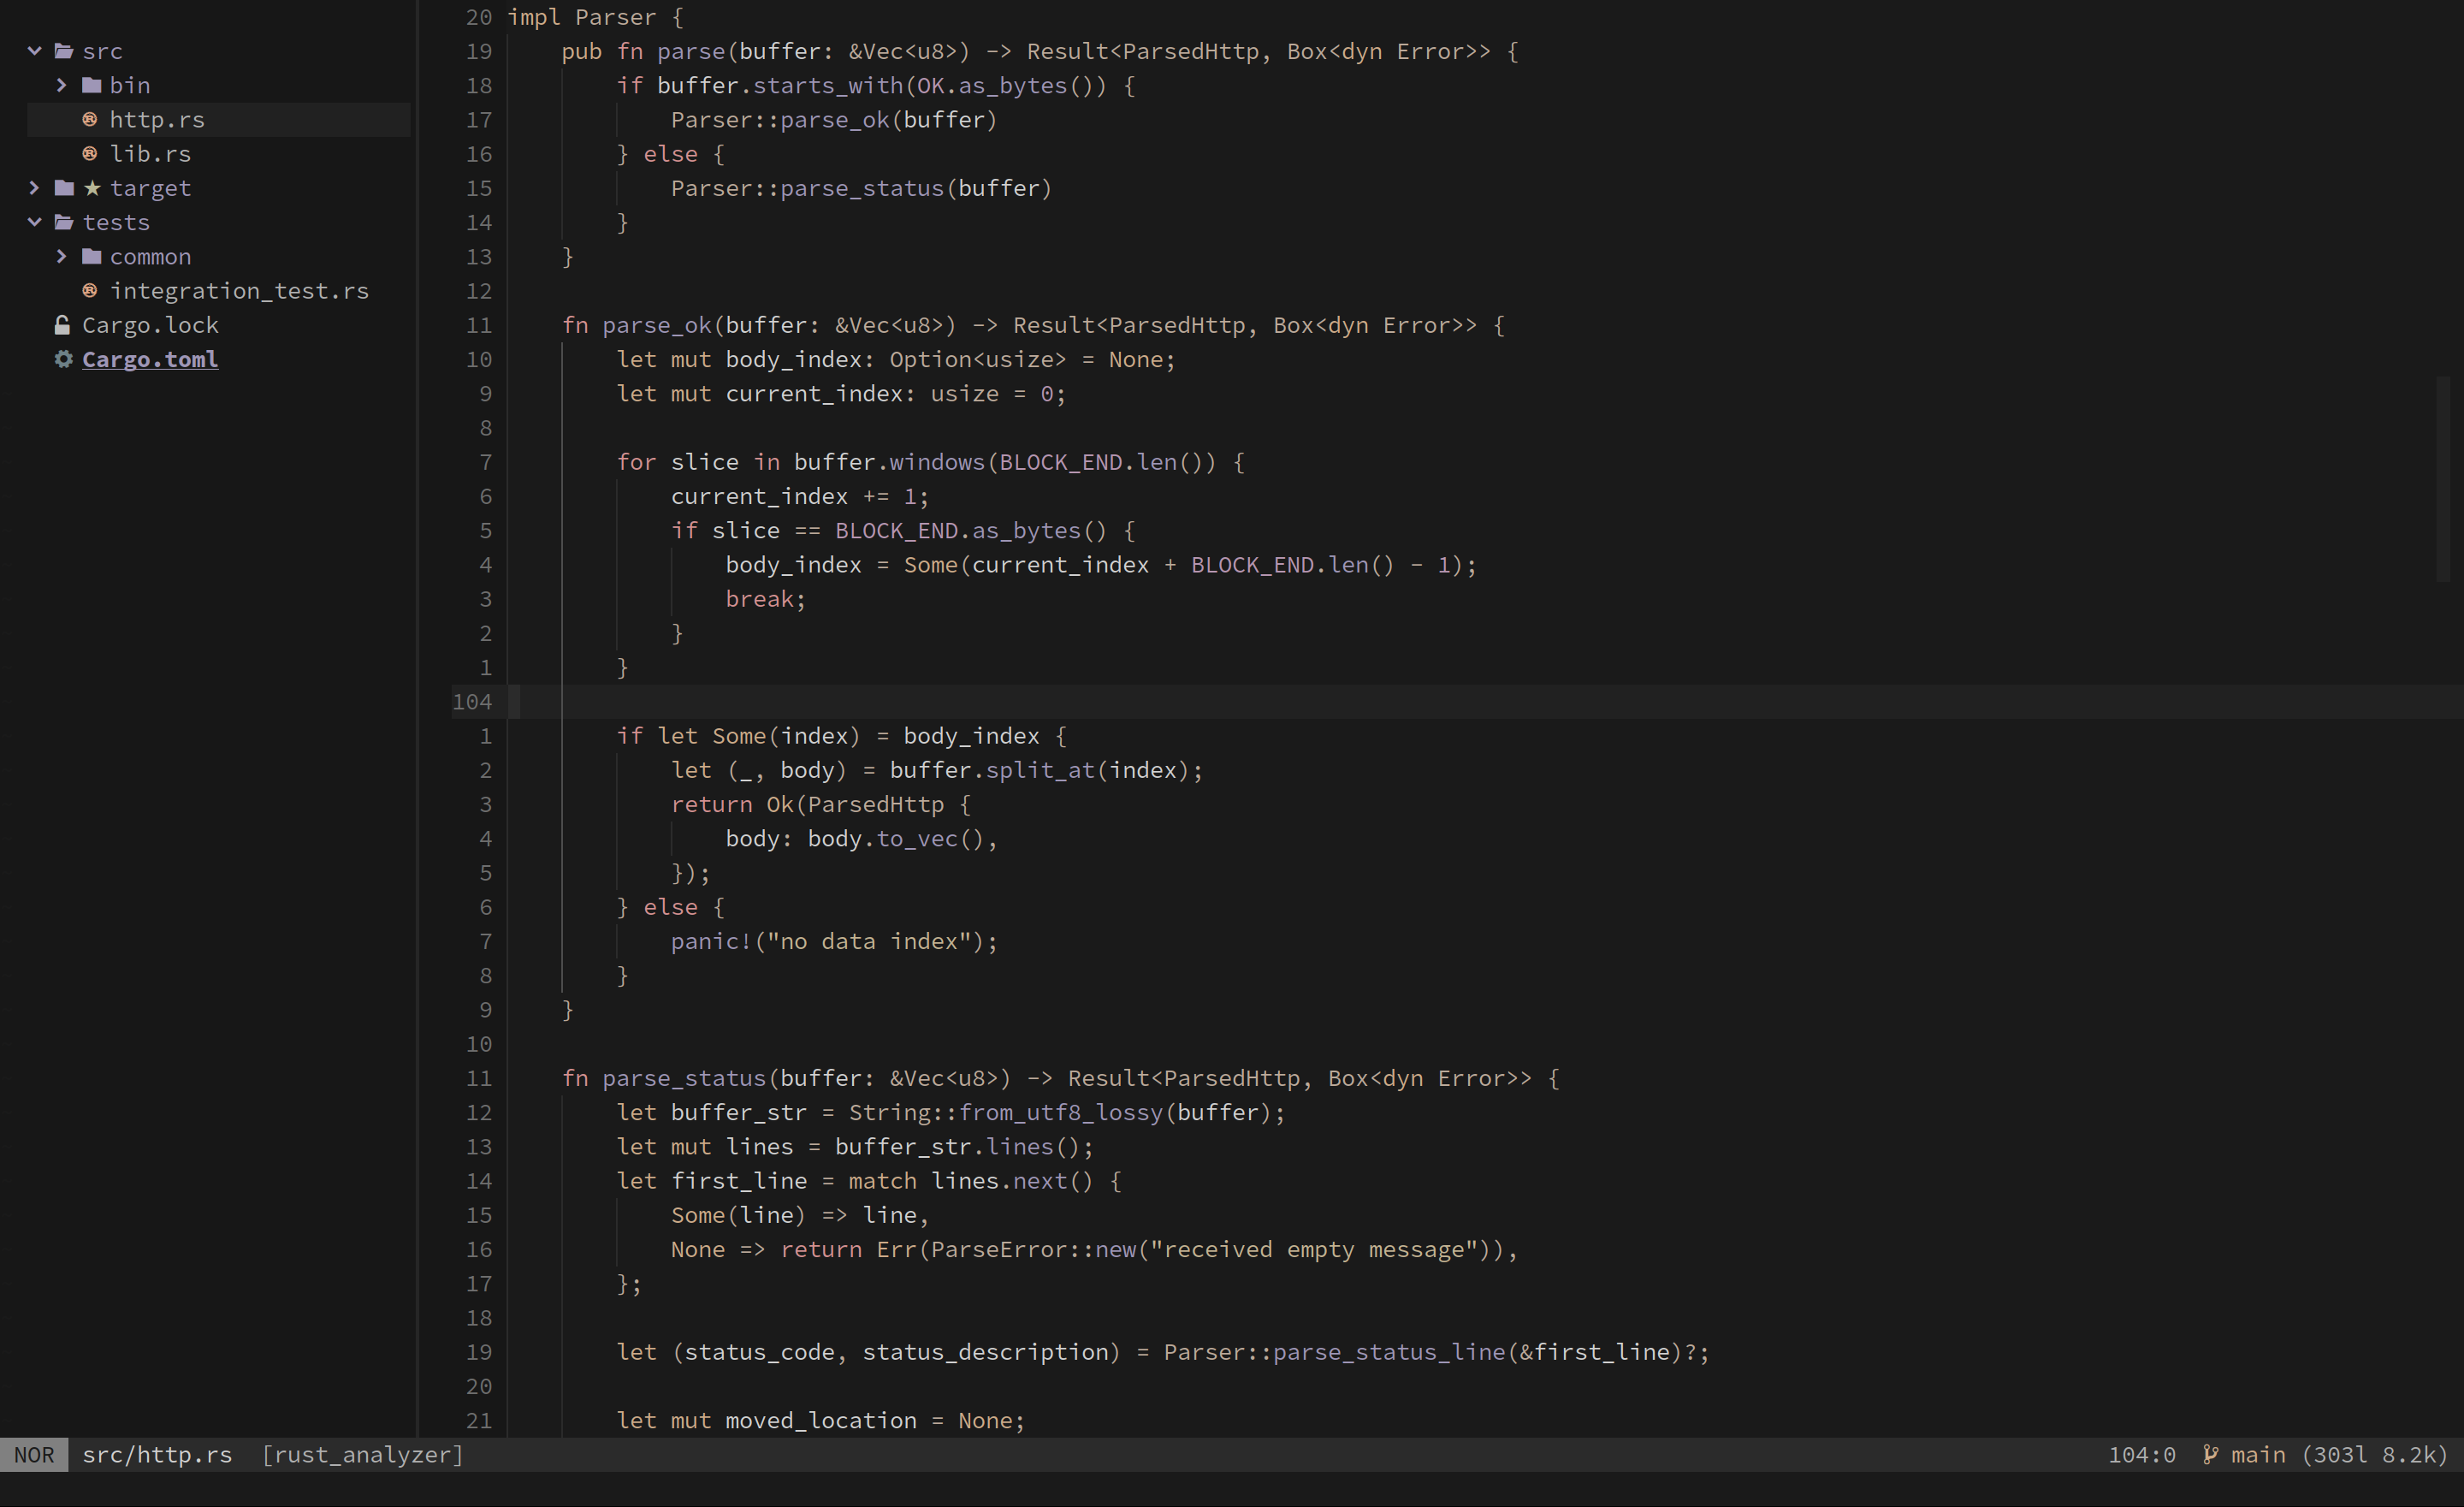 src
bin
http.rs
lib.rs
★ target
tests
common
integration_test.rs
Cargo.lock
Cargo.toml
20 impl Parser {
19     pub fn parse(buffer: &Vec<u8>) -> Result<ParsedHttp, Box<dyn Error>> {
18         if buffer.starts_with(OK.as_bytes()) {
17             Parser::parse_ok(buffer)
16         } else {
15             Parser::parse_status(buffer)
14         }
13     }
12
11     fn parse_ok(buffer: &Vec<u8>) -> Result<ParsedHttp, Box<dyn Error>> {
10         let mut body_index: Option<usize> = None;
9         let mut current_index: usize = 0;
8
7         for slice in buffer.windows(BLOCK_END.len()) {
6             current_index += 1;
5             if slice == BLOCK_END.as_bytes() {
4                 body_index = Some(current_index + BLOCK_END.len() - 1);
3                 break;
2             }
1         }
104
1         if let Some(index) = body_index {
2             let (_, body) = buffer.split_at(index);
3             return Ok(ParsedHttp {
4                 body: body.to_vec(),
5             });
6         } else {
7             panic!("no data index");
8         }
9     }
10
11     fn parse_status(buffer: &Vec<u8>) -> Result<ParsedHttp, Box<dyn Error>> {
12         let buffer_str = String::from_utf8_lossy(buffer);
13         let mut lines = buffer_str.lines();
14         let first_line = match lines.next() {
15             Some(line) => line,
16             None => return Err(ParseError::new("received empty message")),
17         };
18
19         let (status_code, status_description) = Parser::parse_status_line(&first_line)?;
20
21         let mut moved_location = None;
NOR src/http.rs [rust_analyzer] 104:0 main (303l 8.2k)